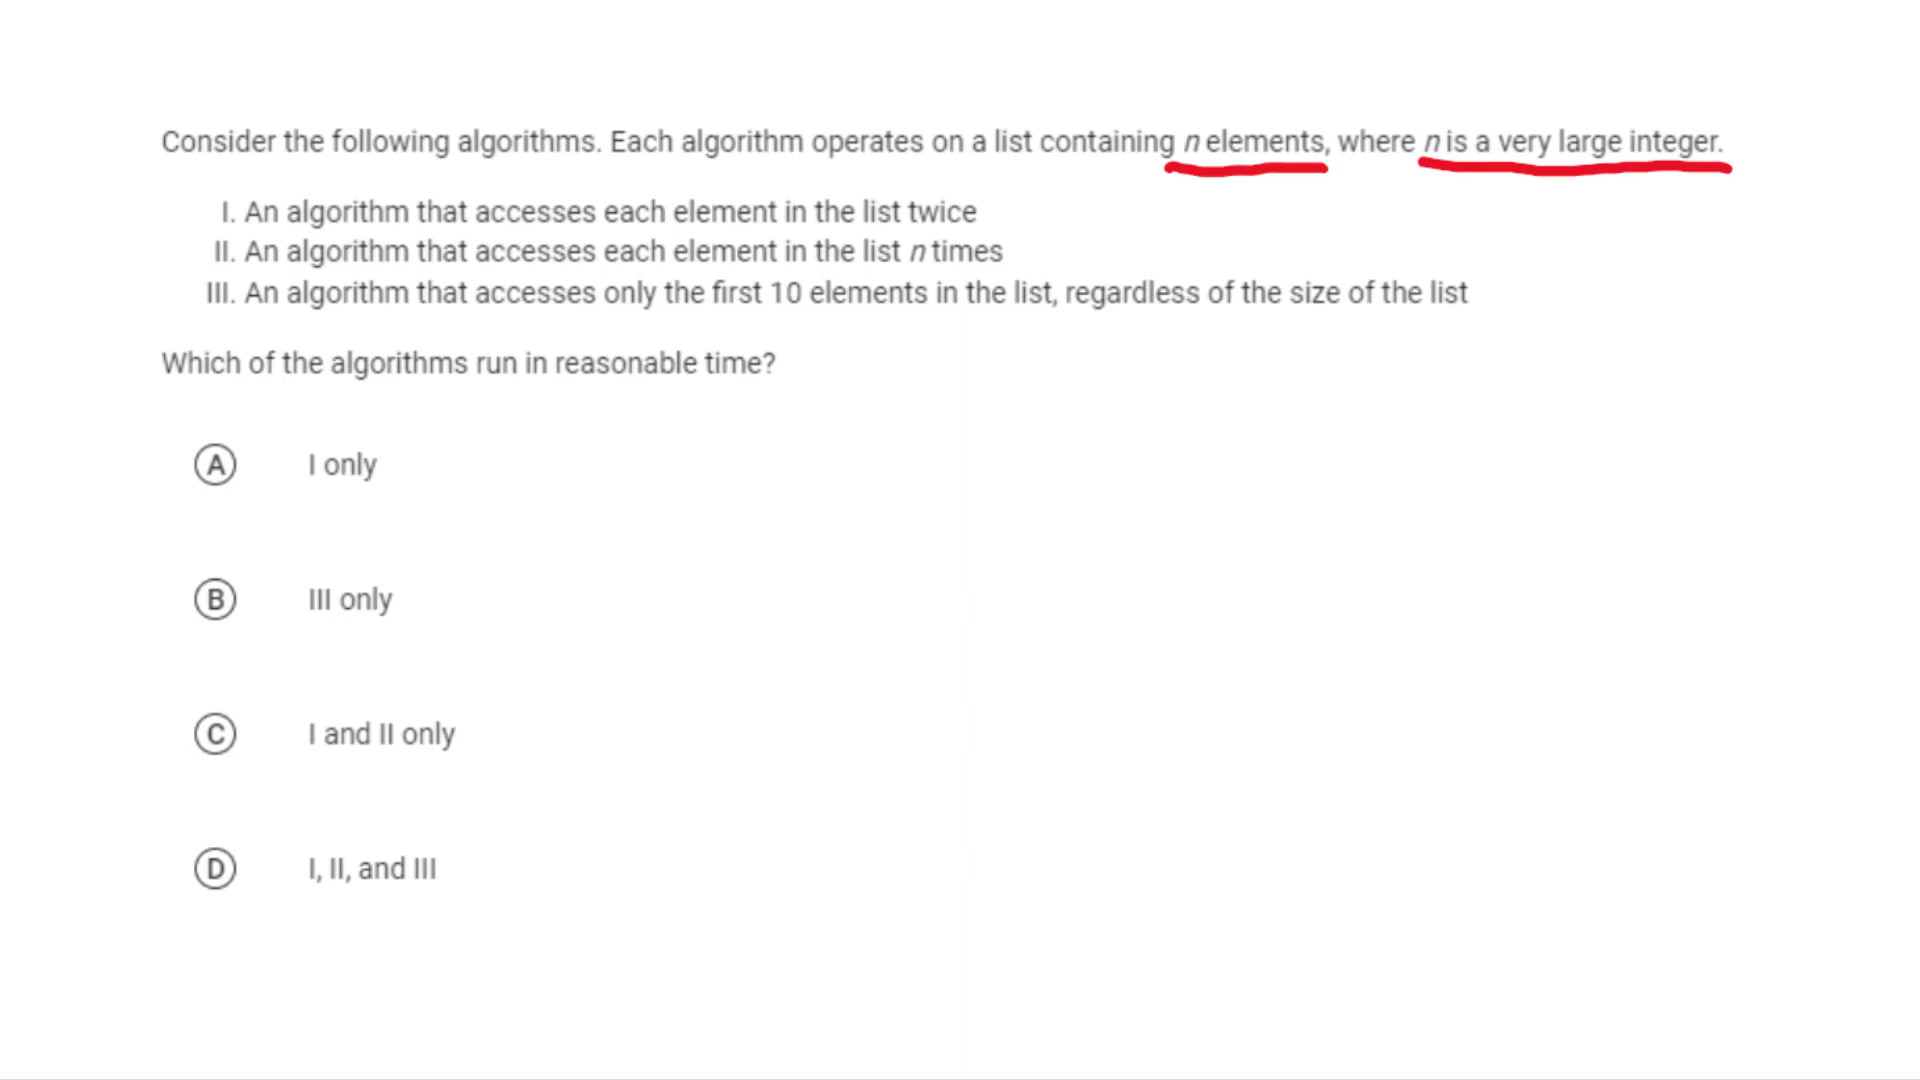 Consider the following algorithms. Each algorithm operates on a list containing n elements, where n is a very large integer.
I. An algorithm that accesses each element in the list twice
II. An algorithm that accesses each element in the list n times
III. An algorithm that accesses only the first 10 elements in the list, regardless of the size of the list
Which of the algorithms run in reasonable time?
A I only
B III only
C I and II only
D I, II, and III